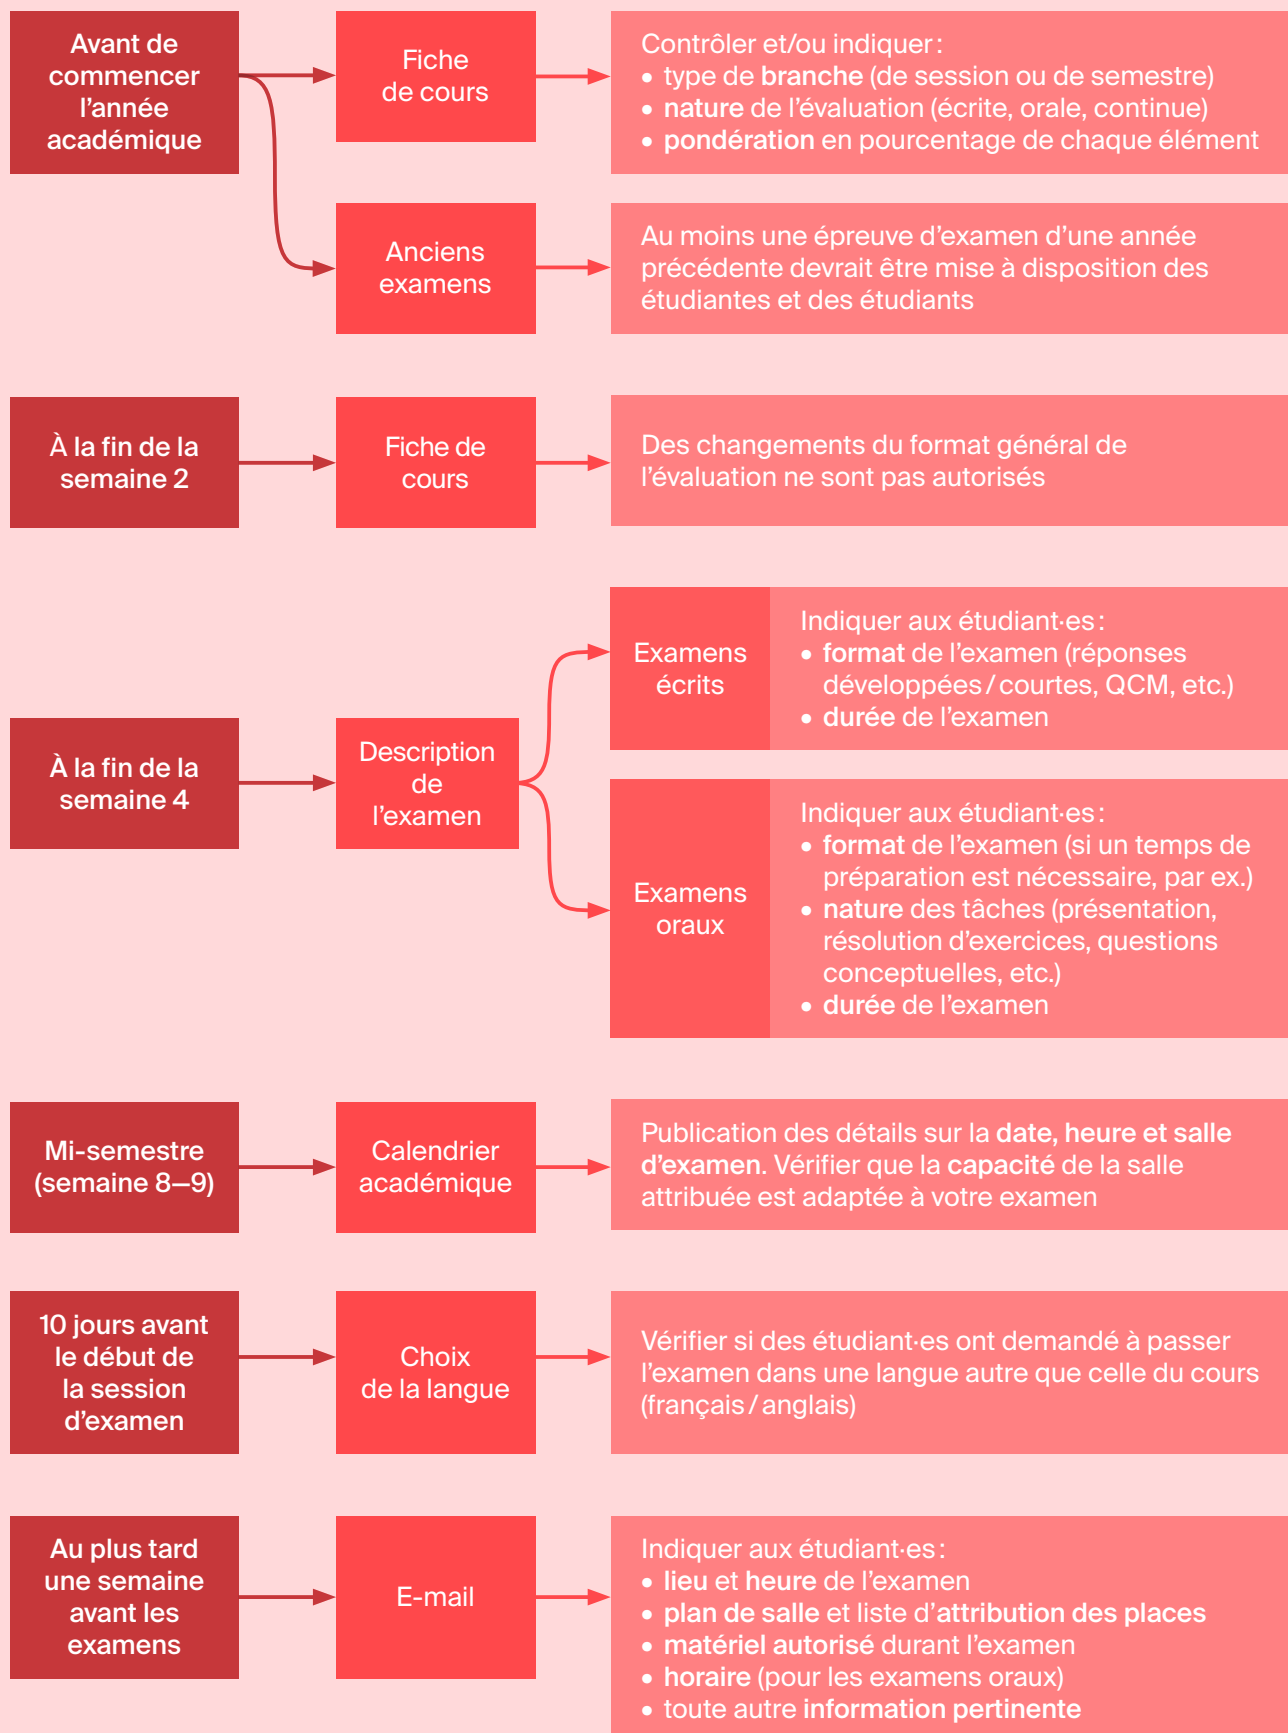 Avant de
commencer
l'année
académique
Fiche
de cours
Contrôler et/ou indiquer :
• type de branche (de session ou de semestre)
• nature de l'évaluation (écrite, orale, continue)
• pondération en pourcentage de chaque élément
Anciens
examens
Au moins une épreuve d'examen d'une année
précédente devrait être mise à disposition des
étudiantes et des étudiants
À la fin de la
semaine 2
Fiche de
cours
Des changements du format général de
l'évaluation ne sont pas autorisés
À la fin de la
semaine 4
Description
de
l'examen
Examens
écrits
Indiquer aux étudiant·es :
• format de l'examen (réponses
développées / courtes, QCM, etc.)
• durée de l'examen
Examens
oraux
Indiquer aux étudiant·es :
• format de l'examen (si un temps de
préparation est nécessaire, par ex.)
• nature des tâches (présentation,
résolution d'exercices, questions
conceptuelles, etc.)
• durée de l'examen
Mi-semestre
(semaine 8–9)
Calendrier
académique
Publication des détails sur la date, heure et salle
d'examen. Vérifier que la capacité de la salle
attribuée est adaptée à votre examen
10 jours avant
le début de
la session
d'examen
Choix
de la langue
Vérifier si des étudiant·es ont demandé à passer
l'examen dans une langue autre que celle du cours
(français / anglais)
Au plus tard
une semaine
avant les
examens
E-mail
Indiquer aux étudiant·es :
• lieu et heure de l'examen
• plan de salle et liste d'attribution des places
• matériel autorisé durant l'examen
• horaire (pour les examens oraux)
• toute autre information pertinente